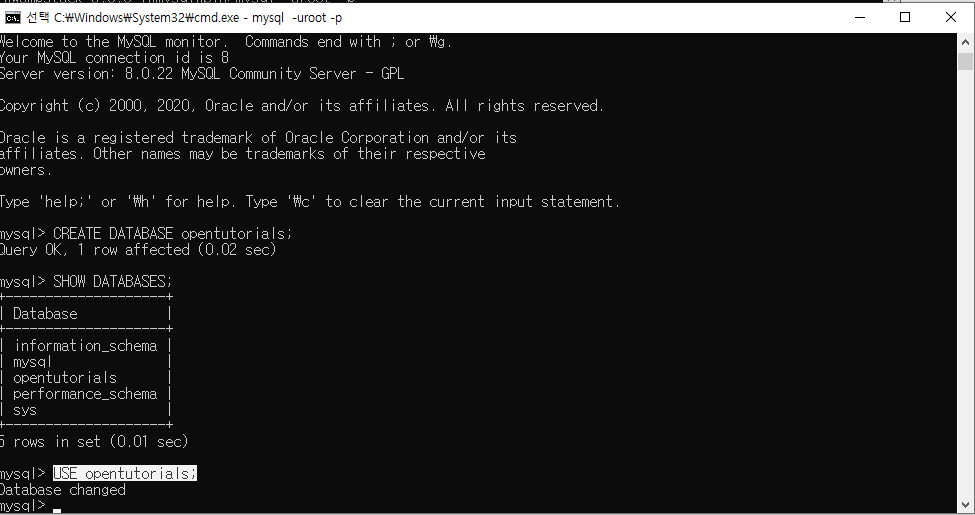 선택 C:\Windows\System32\cmd.exe - mysql  -uroot -p
Welcome to the MySQL monitor.  Commands end with ; or ₩g.
Your MySQL connection id is 8
Server version: 8.0.22 MySQL Community Server - GPL
Copyright (c) 2000, 2020, Oracle and/or its affiliates. All rights reserved.
Oracle is a registered trademark of Oracle Corporation and/or its
affiliates. Other names may be trademarks of their respective
owners.
Type 'help;' or '₩h' for help. Type '₩c' to clear the current input statement.
mysql> CREATE DATABASE opentutorials;
Query OK, 1 row affected (0.02 sec)
mysql> SHOW DATABASES;
+--------------------+
| Database           |
+--------------------+
| information_schema |
| mysql              |
| opentutorials      |
| performance_schema |
| sys                |
+--------------------+
5 rows in set (0.01 sec)
mysql> USE opentutorials;
Database changed
mysql>